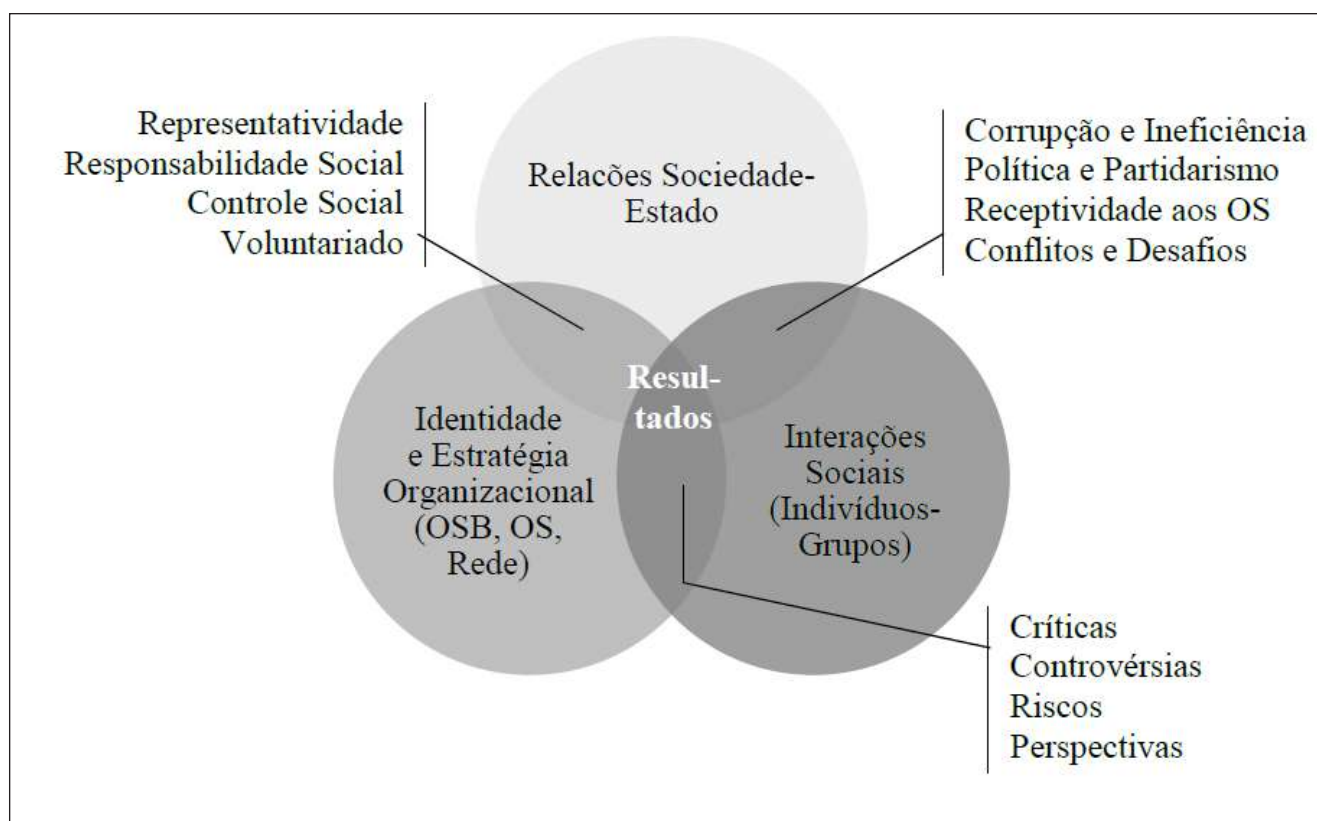 Representatividade
Responsabilidade Social
Controle Social
Voluntariado
Relacões Sociedade-
Estado
Corrupção e Ineficiência
Política e Partidarismo
Receptividade aos OS
Conflitos e Desafios
Resul-
tados
Identidade
e Estratégia
Organizacional
(OSB, OS,
Rede)
Interações
Sociais
(Indivíduos-
Grupos)
Críticas
Controvérsias
Riscos
Perspectivas